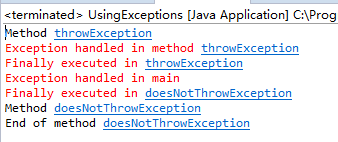 <terminated> UsingExceptions [Java Application] C:\Prog
Method throwException
Exception handled in method throwException
Finally executed in throwException
Exception handled in main
Finally executed in doesNotThrowException
Method doesNotThrowException
End of method doesNotThrowException